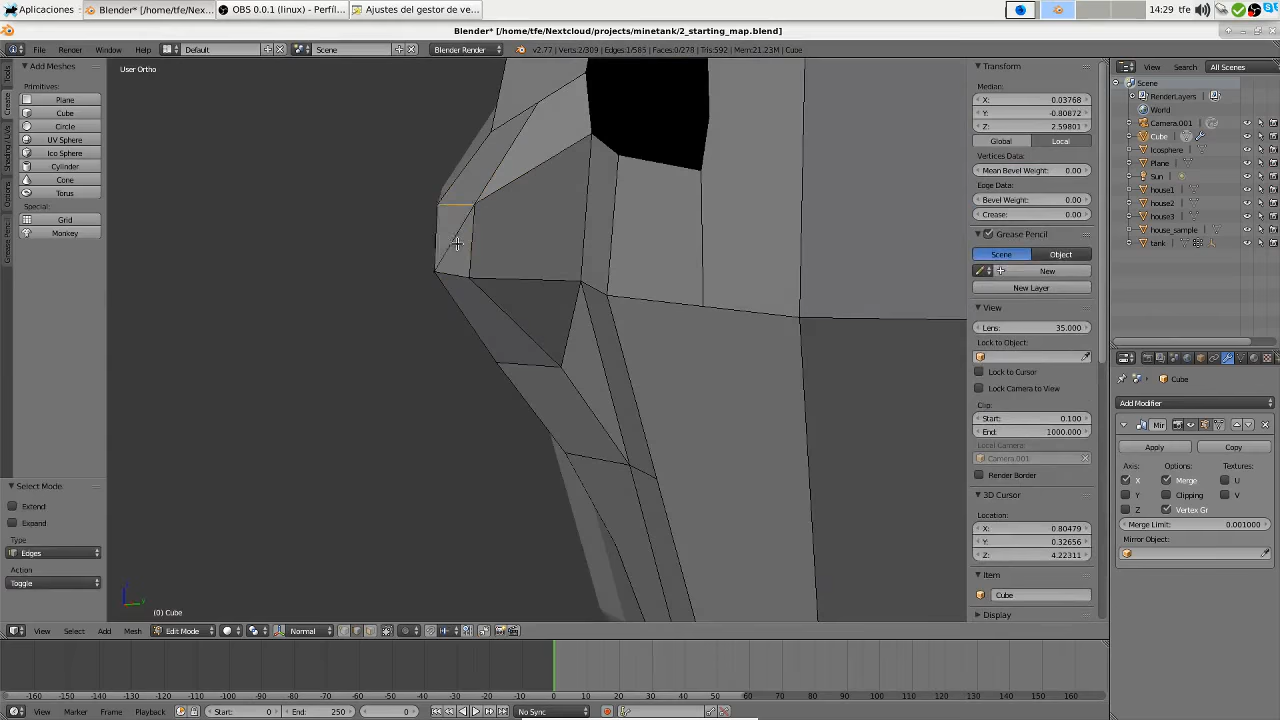 Aplicaciones
Blender* [/home/tfe/Nex...
OBS 0.0.1 (linux) - Perfil...
Ajustes del gestor de ve...
14:29 tfe
Blender* [/home/tfe/Nextcloud/projects/minetank/2_starting_map.blend]
File
Render
Window
Help
Default
Scene
Blender Render
v2.77 | Verts:2/309 | Edges:1/585 | Faces:0/278 | Tris:592 | Mem:21.23M | Cube
View
Search
All Scenes
Tools
Create
Shading / UVs
Options
Grease Pencil
Add Meshes
Primitives:
Plane
Cube
Circle
UV Sphere
Ico Sphere
Cylinder
Cone
Torus
Special:
Grid
Monkey
Select Mode
Extend
Expand
Type
Edges
Action
Toggle
User Ortho
(0) Cube
Transform
Median:
X: 0.03768
Y: -0.80872
Z: 2.59801
Global
Local
Vertices Data:
Mean Bevel Weight: 0.00
Edge Data:
Bevel Weight: 0.00
Crease: 0.00
Grease Pencil
Scene
Object
New
New Layer
View
Lens: 35.000
Lock to Object:
Lock to Cursor
Lock Camera to View
Clip:
Start: 0.100
End: 1000.000
Local Camera:
Camera.001
Render Border
3D Cursor
Location:
X: 0.80479
Y: 0.32656
Z: 4.22311
Item
Cube
Display
Scene
RenderLayers
World
Camera.001
Cube
Icosphere
Plane
Sun
house1
house2
house3
house_sample
tank
Cube
Add Modifier
Mir
Apply
Copy
Axis:
Options:
Textures:
X
Merge
U
Y
Clipping
V
Z
Vertex Gr
Merge Limit: 0.001000
Mirror Object:
View
Select
Add
Mesh
Edit Mode
Normal
-160 -150 -140 -130 -120 -110 -100 -90 -80 -70 -60 -50 -40 -30 -20 -10 0 10 20 30 40 50 60 70 80 90 100 110 120 130 140 150 160
View
Marker
Frame
Playback
Start: 0
End: 250
0
No Sync